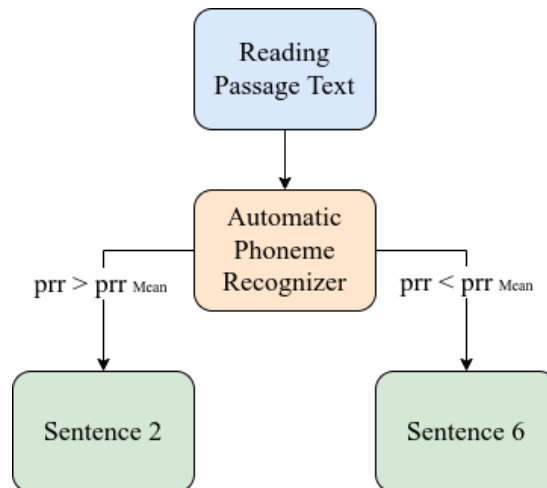 Reading
Passage Text
Automatic
Phoneme
Recognizer
prr > prr Mean
prr < prr Mean
Sentence 2
Sentence 6